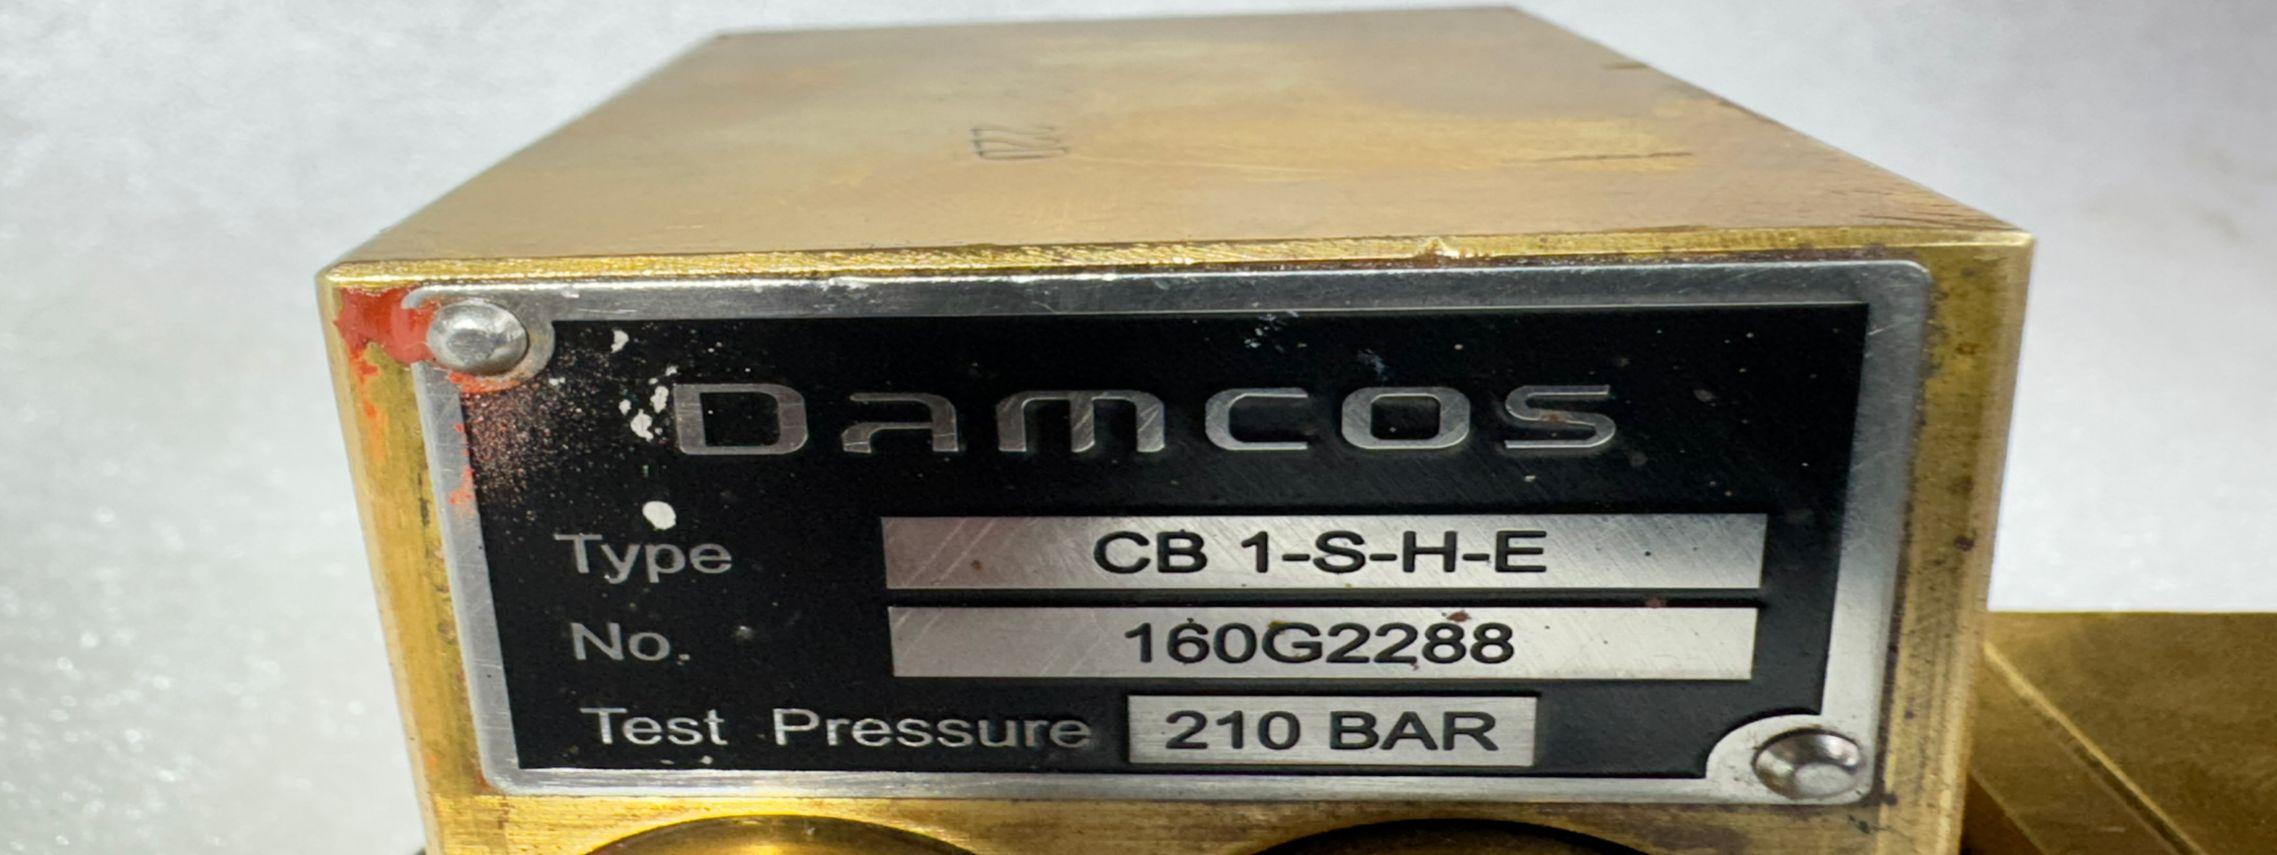 Damcos
Type CB 1-S-H-E
No. 160G2288
Test Pressure 210 BAR